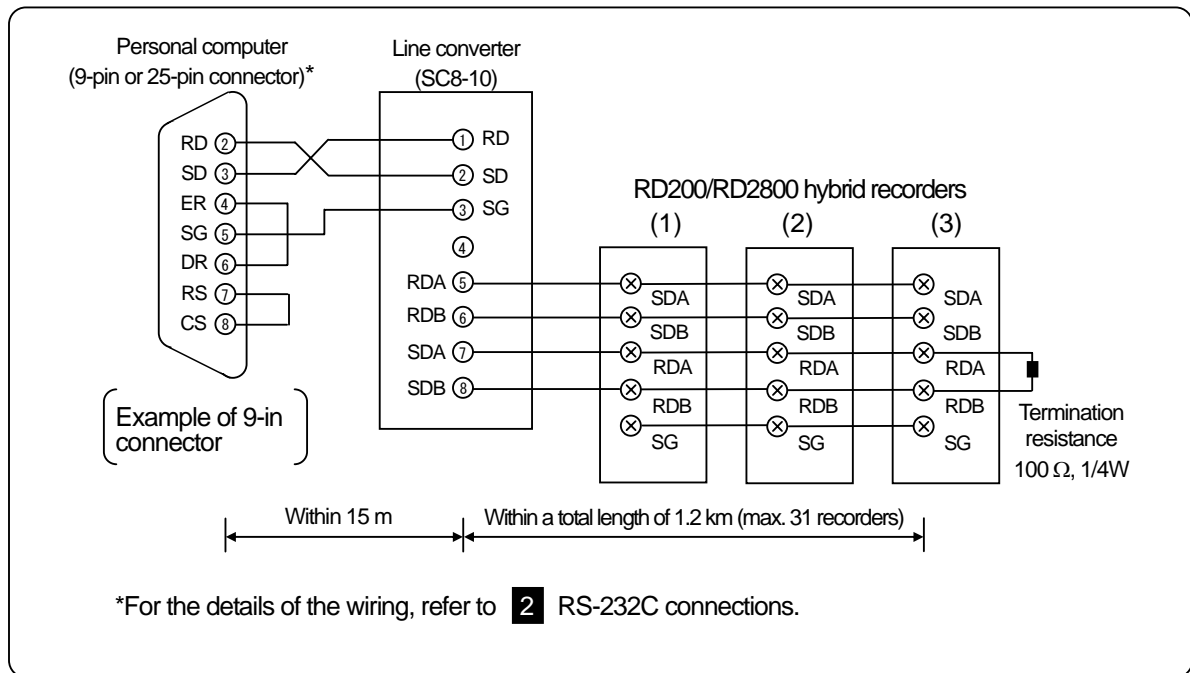 Personal computer
(9-pin or 25-pin connector)*
Line converter
(SC8-10)
RD ②
SD ③
ER ④
SG ⑤
DR ⑥
RS ⑦
CS ⑧
① RD
② SD
③ SG
④
RDA ⑤
RDB ⑥
SDA ⑦
SDB ⑧
Example of 9-in
connector
RD200/RD2800 hybrid recorders
(1)
(2)
(3)
SDA
SDB
RDA
RDB
SG
SDA
SDB
RDA
RDB
SG
SDA
SDB
RDA
RDB
SG
Termination
resistance
100 Ω, 1/4W
Within 15 m
Within a total length of 1.2 km (max. 31 recorders)
*For the details of the wiring, refer to 2 RS-232C connections.